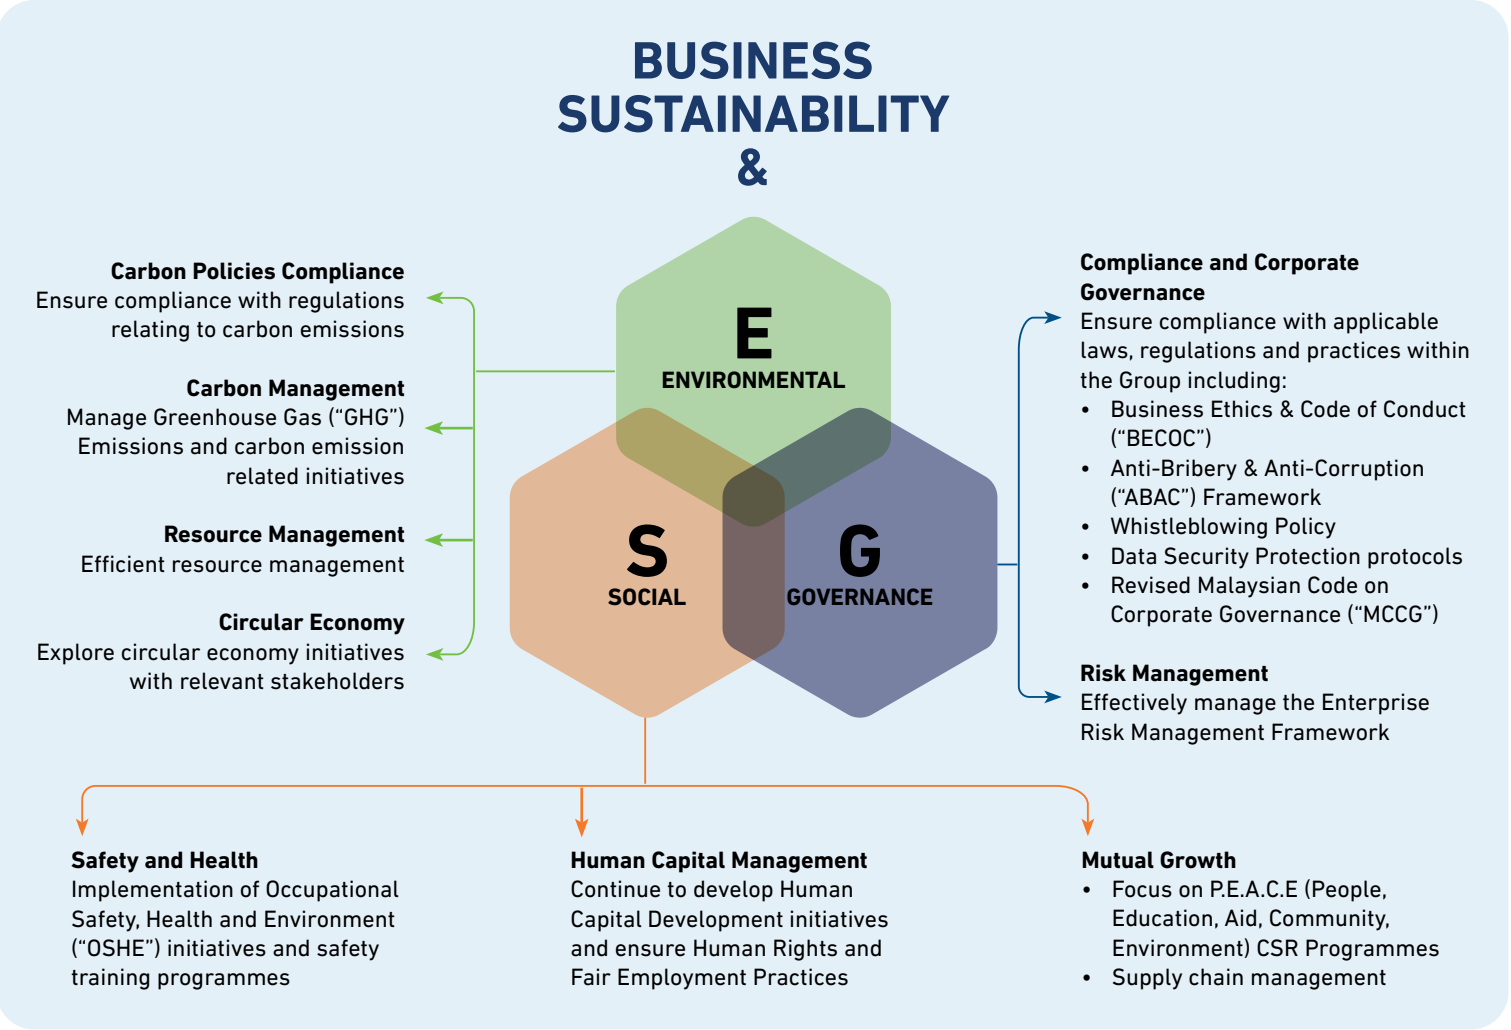 BUSINESS
SUSTAINABILITY
&
E
ENVIRONMENTAL
S
SOCIAL
G
GOVERNANCE
Carbon Policies Compliance
Ensure compliance with regulations
relating to carbon emissions
Carbon Management
Manage Greenhouse Gas (“GHG”)
Emissions and carbon emission
related initiatives
Resource Management
Efficient resource management
Circular Economy
Explore circular economy initiatives
with relevant stakeholders
Compliance and Corporate
Governance
Ensure compliance with applicable
laws, regulations and practices within
the Group including:
• Business Ethics & Code of Conduct
(“BECOC”)
• Anti-Bribery & Anti-Corruption
(“ABAC”) Framework
• Whistleblowing Policy
• Data Security Protection protocols
• Revised Malaysian Code on
Corporate Governance (“MCCG”)
Risk Management
Effectively manage the Enterprise
Risk Management Framework
Safety and Health
Implementation of Occupational
Safety, Health and Environment
(“OSHE”) initiatives and safety
training programmes
Human Capital Management
Continue to develop Human
Capital Development initiatives
and ensure Human Rights and
Fair Employment Practices
Mutual Growth
• Focus on P.E.A.C.E (People,
Education, Aid, Community,
Environment) CSR Programmes
• Supply chain management